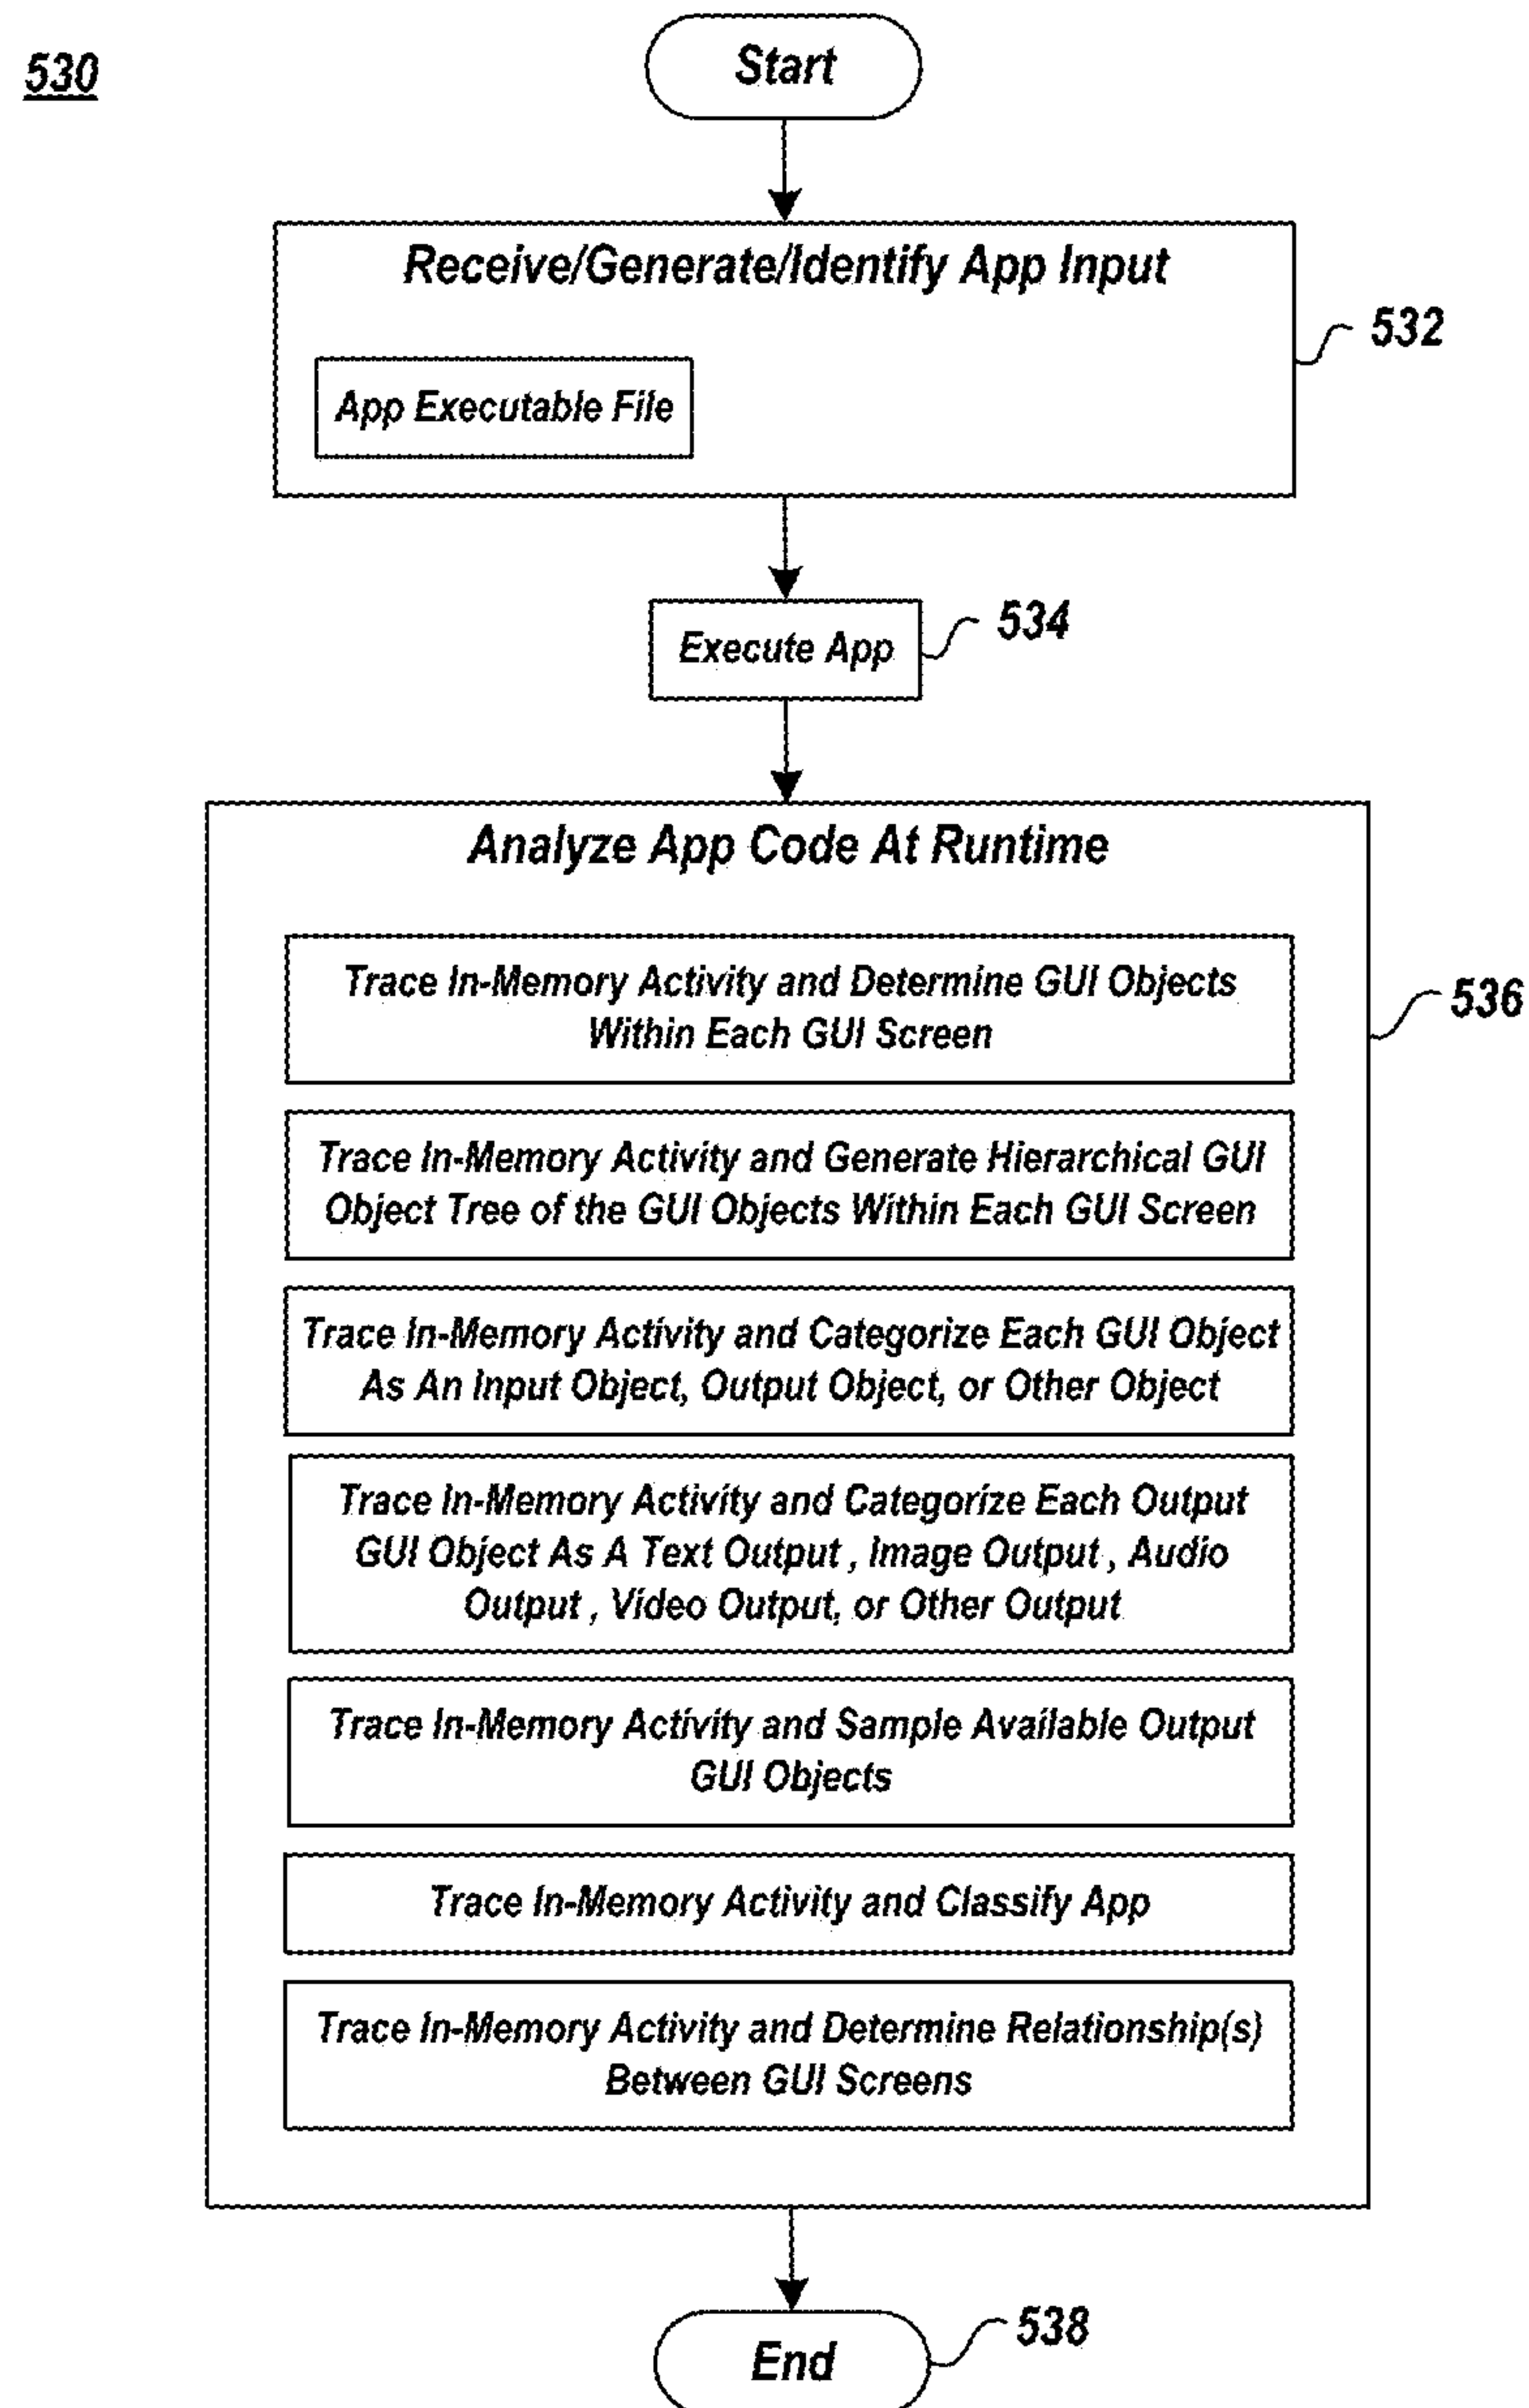 530
Start
Receive/Generate/Identify App Input
532
App Executable File
Execute App
534
Analyze App Code At Runtime
Trace In-Memory Activity and Determine GUI Objects
Within Each GUI Screen
536
Trace In-Memory Activity and Generate Hierarchical GUI
Object Tree of the GUI Objects Within Each GUI Screen
Trace In-Memory Activity and Categorize Each GUI Object
As An Input Object, Output Object, or Other Object
Trace In-Memory Activity and Categorize Each Output
GUI Object As A Text Output , Image Output , Audio
Output , Video Output, or Other Output
Trace In-Memory Activity and Sample Available Output
GUI Objects
Trace In-Memory Activity and Classify App
Trace In-Memory Activity and Determine Relationship(s)
Between GUI Screens
538
End